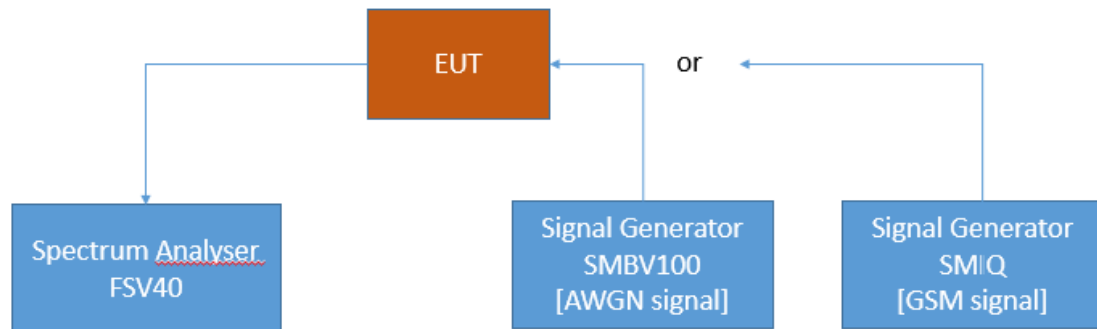 EUT
or
Spectrum Analyser
FSV40
Signal Generator
SMBV100
[AWGN signal]
Signal Generator
SMIQ
[GSM signal]